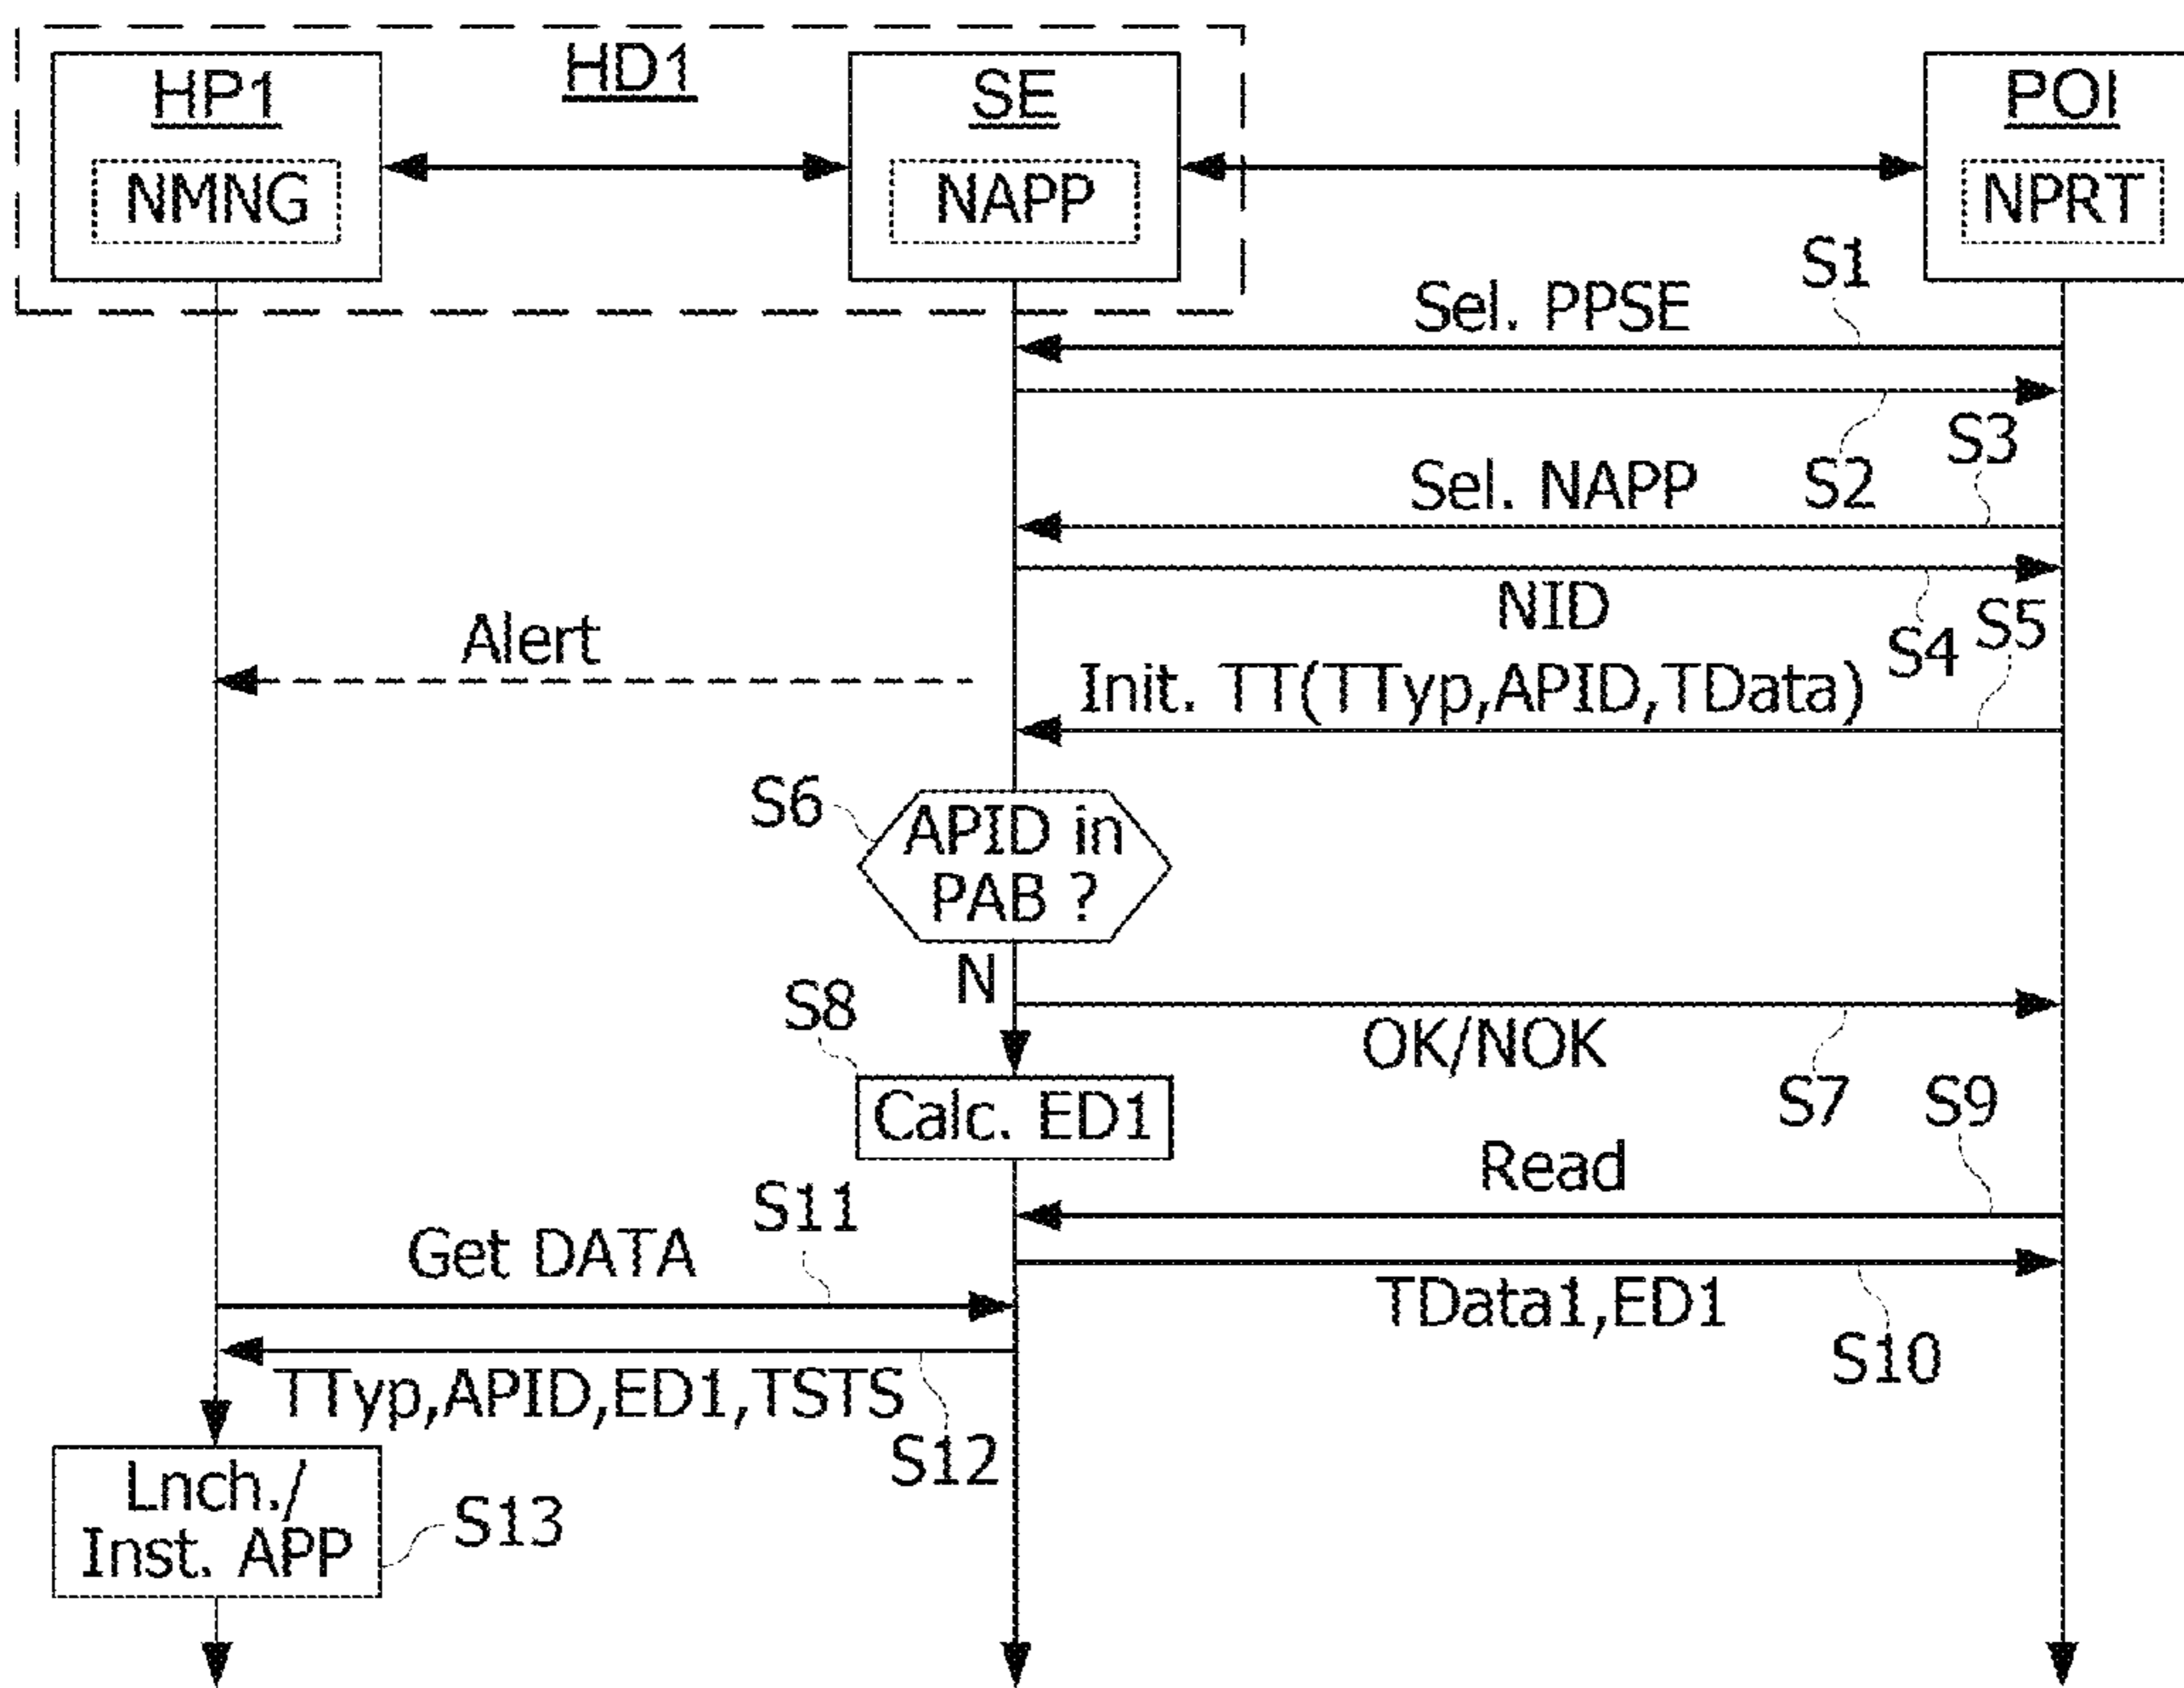 HP1
HD1
SE
POI
NMNG
NAPP
NPRT
S1
Sel. PPSE
S2
S3
Sel. NAPP
NID
S4
S5
Alert
Init. TT(TTyp,APID,TData)
S6
APID in
PAB ?
N
S8
OK/NOK
S7
S9
Calc. ED1
Read
S11
Get DATA
TData1,ED1
S10
TTyp,APID,ED1,TSTS
S12
Lnch./
Inst. APP
S13